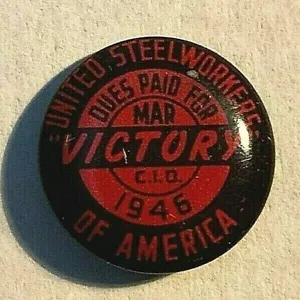 UNITED STEELWORKERS
OF AMERICA
DUES PAID FOR
MAR
VICTORY
C.I.O.
1946